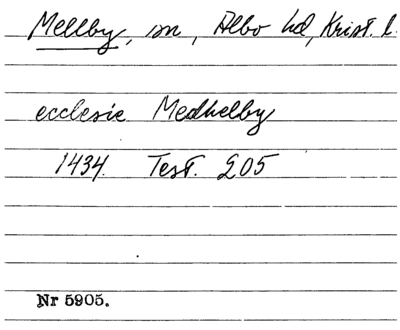 Mellby, sn, Albo hd, Krist. l.
ecclesie Medhelby
1434. Test. 205
Nr 5905.